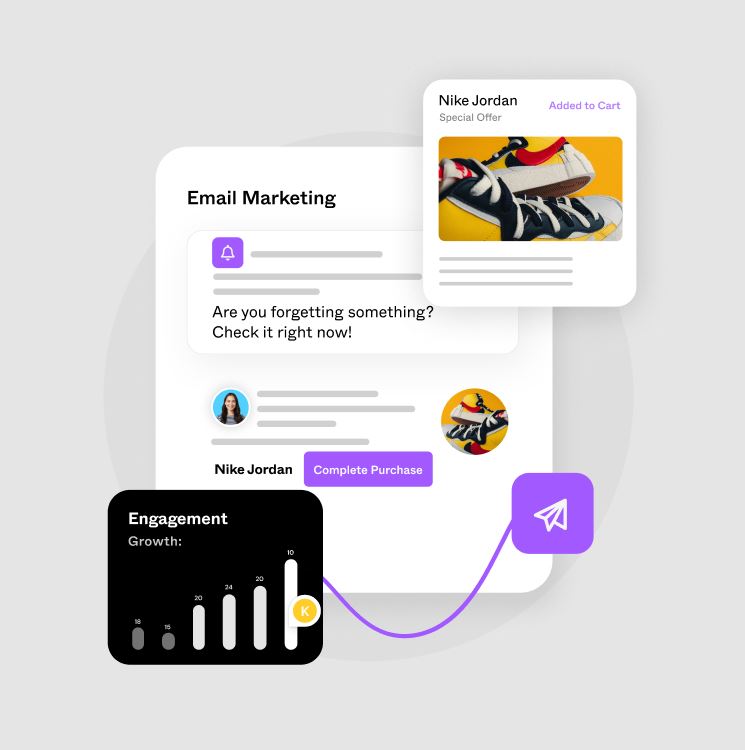 Nike Jordan
Added to Cart
Special Offer
Email Marketing
Are you forgetting something?
Check it right now!
Nike Jordan
Complete Purchase
Engagement
Growth:
18
15
20
24
20
10
K